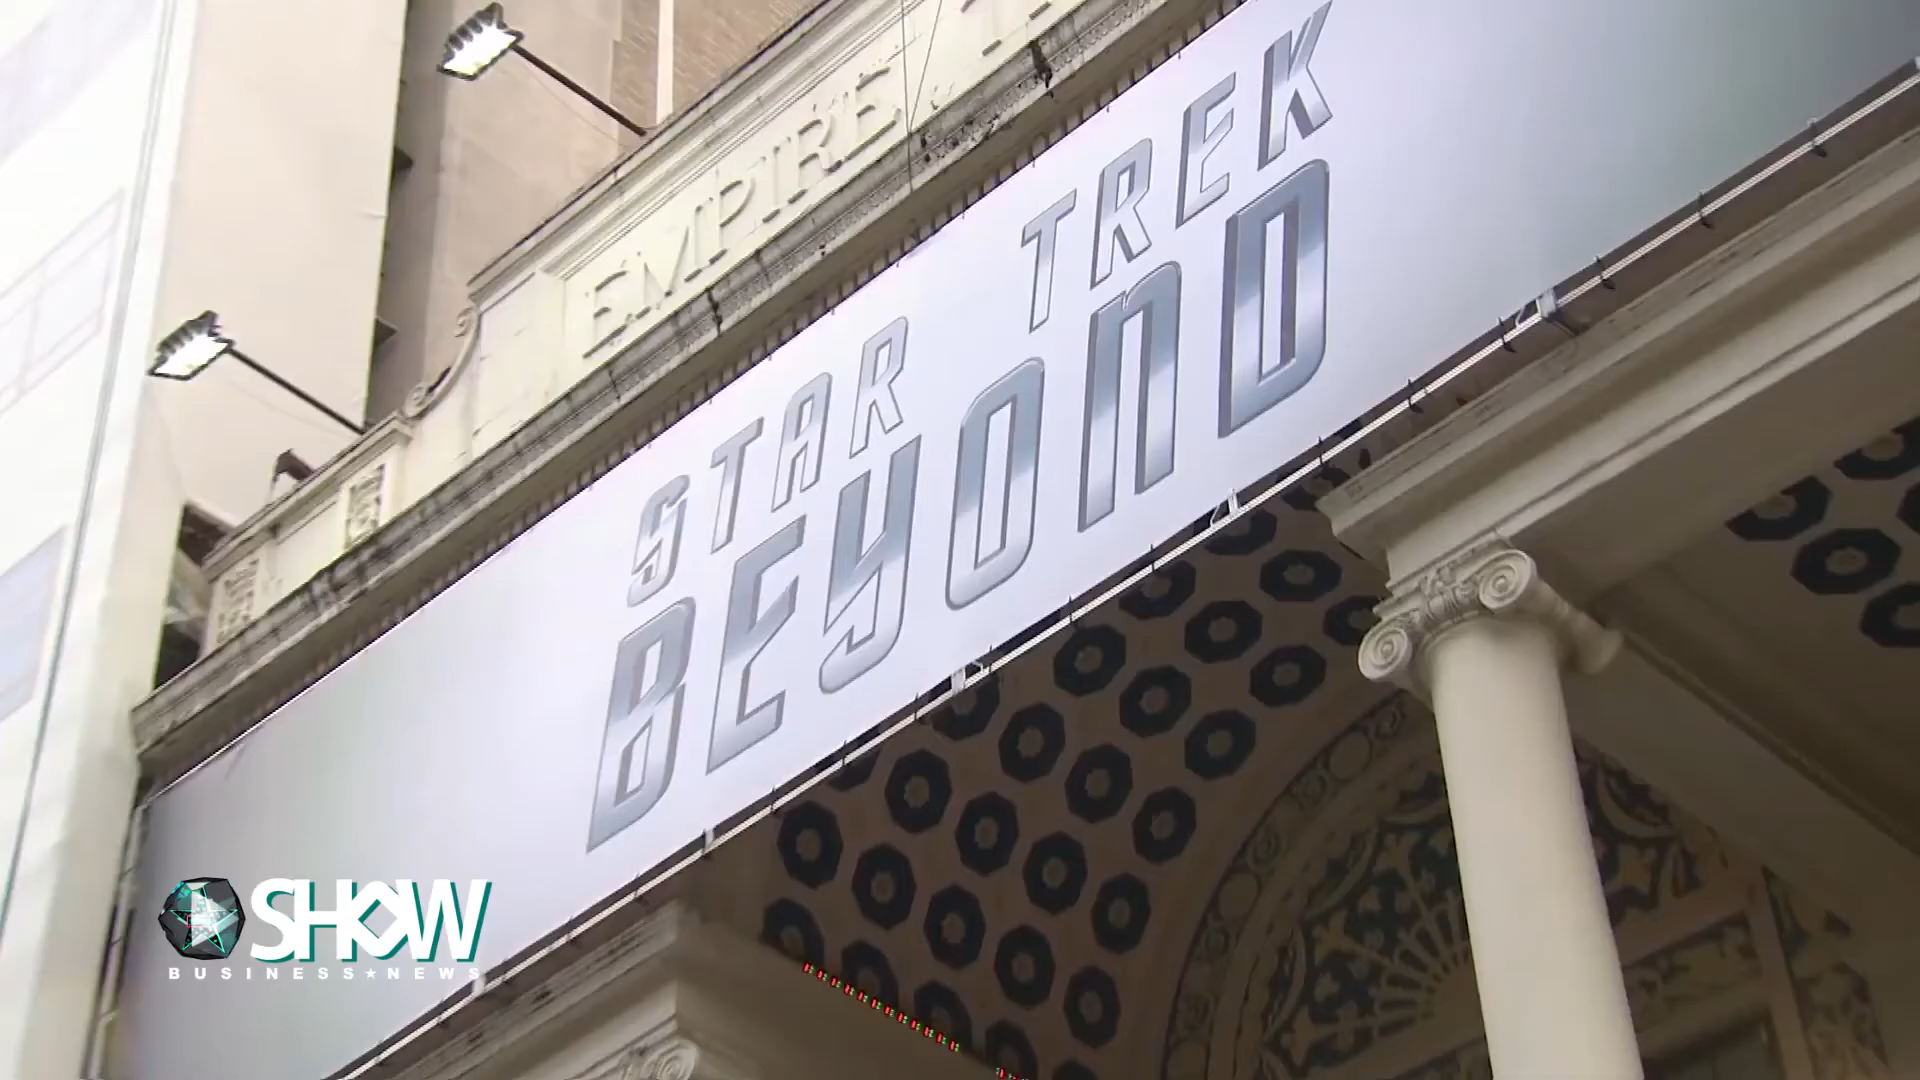 EMPIRE T
STAR TREK
BEYOND
SHOW
BUSINESS★NEWS